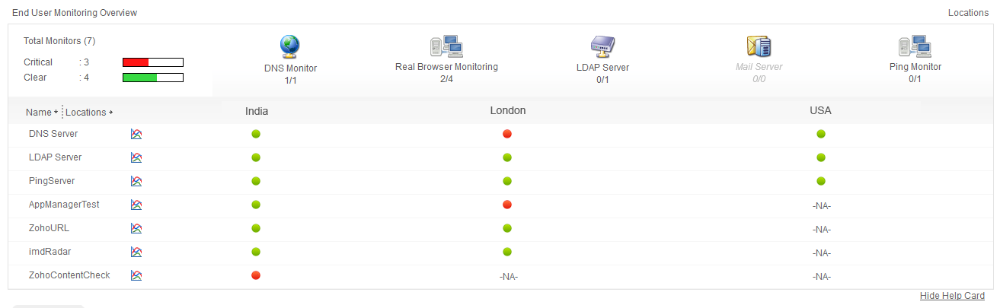 End User Monitoring Overview Locations
Total Monitors (7)
Critical : 3
Clear : 4
DNS Monitor
1/1
Real Browser Monitoring
2/4
LDAP Server
0/1
Mail Server
0/0
Ping Monitor
0/1
Name Locations India London USA
DNS Server
LDAP Server
PingServer
AppManagerTest -NA-
ZohoURL -NA-
imdRadar -NA-
ZohoContentCheck -NA- -NA-
Hide Help Card